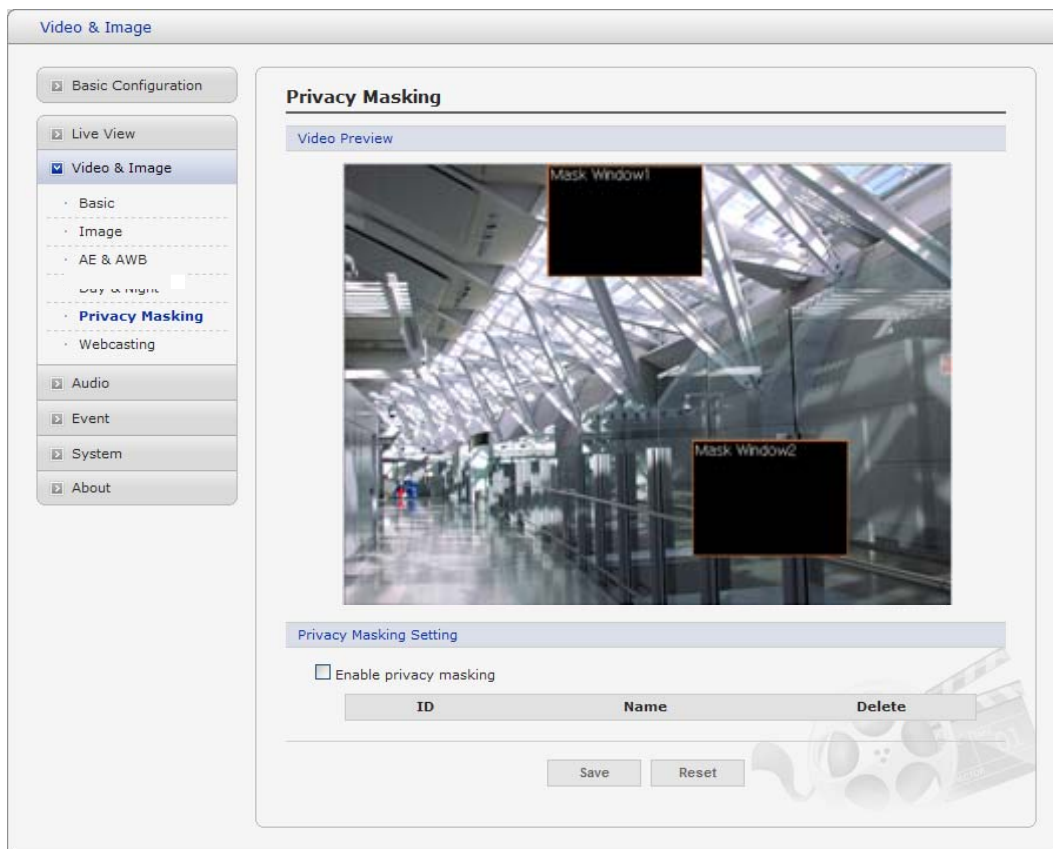 Video & Image
Basic Configuration
Live View
Video & Image
Basic
Image
AE & AWB
Day & Night
Privacy Masking
Webcasting
Audio
Event
System
About
Privacy Masking
Video Preview
Mask Window1
Mask Window2
Privacy Masking Setting
Enable privacy masking
ID Name Delete
Save Reset